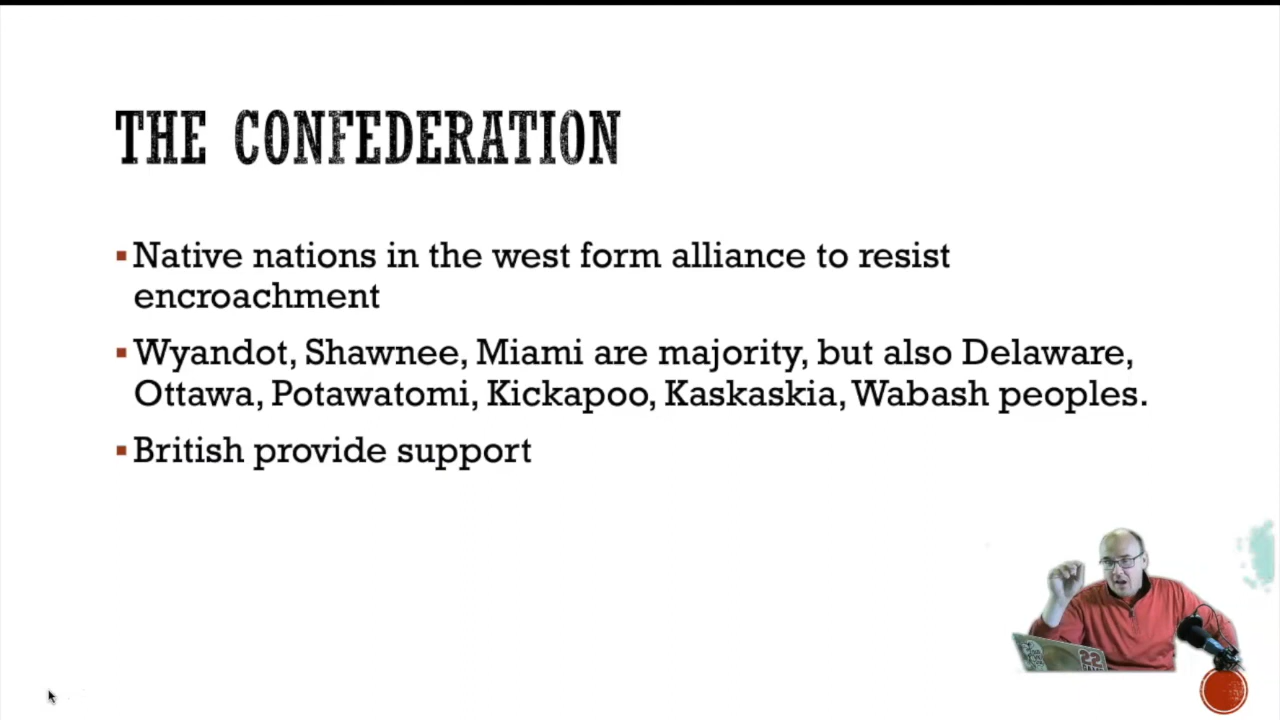 THE CONFEDERATION
▪Native nations in the west form alliance to resist
encroachment
▪Wyandot, Shawnee, Miami are majority, but also Delaware,
Ottawa, Potawatomi, Kickapoo, Kaskaskia, Wabash peoples.
▪British provide support
22